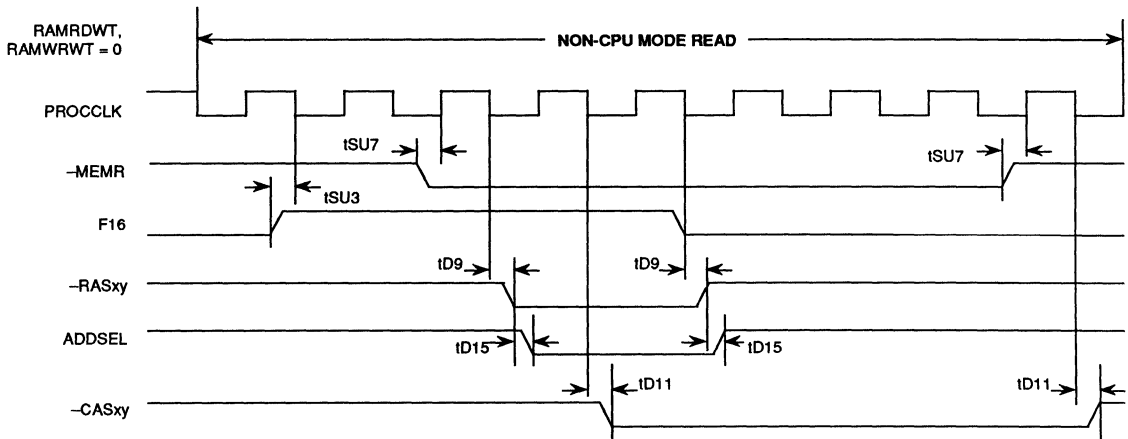 RAMRDWT,
RAMWRWT = 0
NON-CPU MODE READ
PROCCLK
tSU7
tSU7
–MEMR
tSU3
F16
tD9
tD9
–RASxy
ADDSEL
tD15
tD15
tD11
tD11
–CASxy